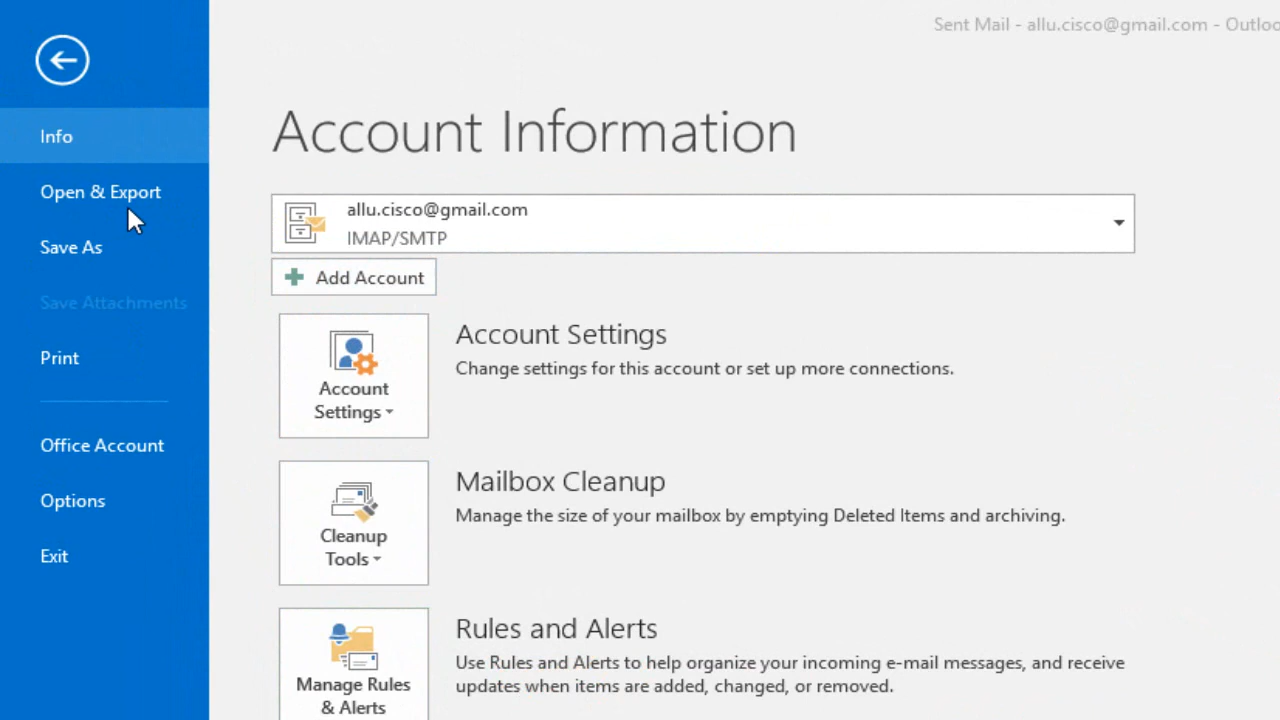 Sent Mail - allu.cisco@gmail.com - Outloo
Info
Open & Export
Save As
Save Attachments
Print
Office Account
Options
Exit
Account Information
allu.cisco@gmail.com
IMAP/SMTP
Add Account
Account
Settings
Account Settings
Change settings for this account or set up more connections.
Cleanup
Tools
Mailbox Cleanup
Manage the size of your mailbox by emptying Deleted Items and archiving.
Manage Rules
& Alerts
Rules and Alerts
Use Rules and Alerts to help organize your incoming e-mail messages, and receive
updates when items are added, changed, or removed.